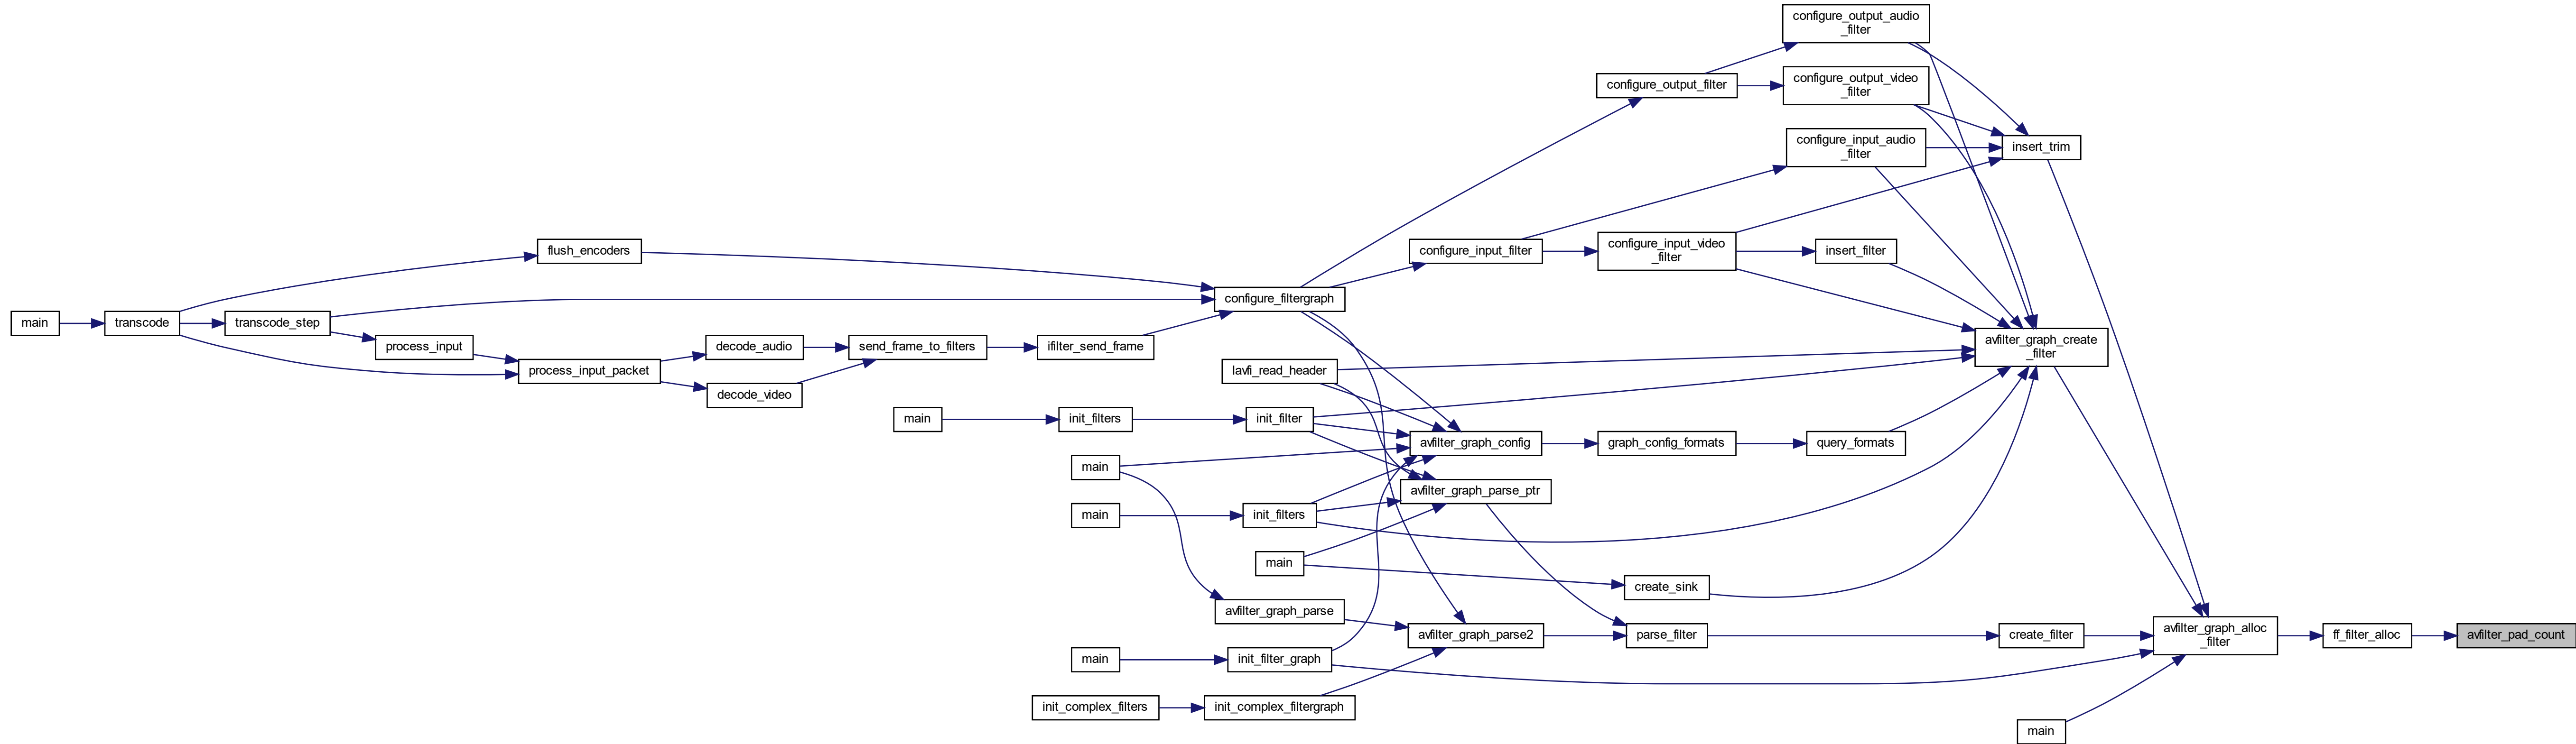 configure_output_audio
_filter
configure_output_filter
configure_output_video
_filter
configure_input_audio
_filter
insert_trim
flush_encoders
configure_input_filter
configure_input_video
_filter
insert_filter
configure_filtergraph
main
transcode
transcode_step
process_input
decode_audio
send_frame_to_filters
ifilter_send_frame
avfilter_graph_create
_filter
process_input_packet
lavfi_read_header
decode_video
main
init_filters
init_filter
avfilter_graph_config
graph_config_formats
query_formats
main
avfilter_graph_parse_ptr
main
init_filters
main
create_sink
avfilter_graph_parse
avfilter_graph_parse2
parse_filter
create_filter
avfilter_graph_alloc
_filter
ff_filter_alloc
avfilter_pad_count
main
init_filter_graph
init_complex_filters
init_complex_filtergraph
main